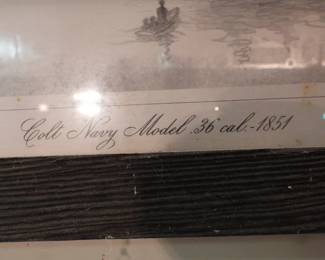 Colt Navy Model .36 cal.-1851